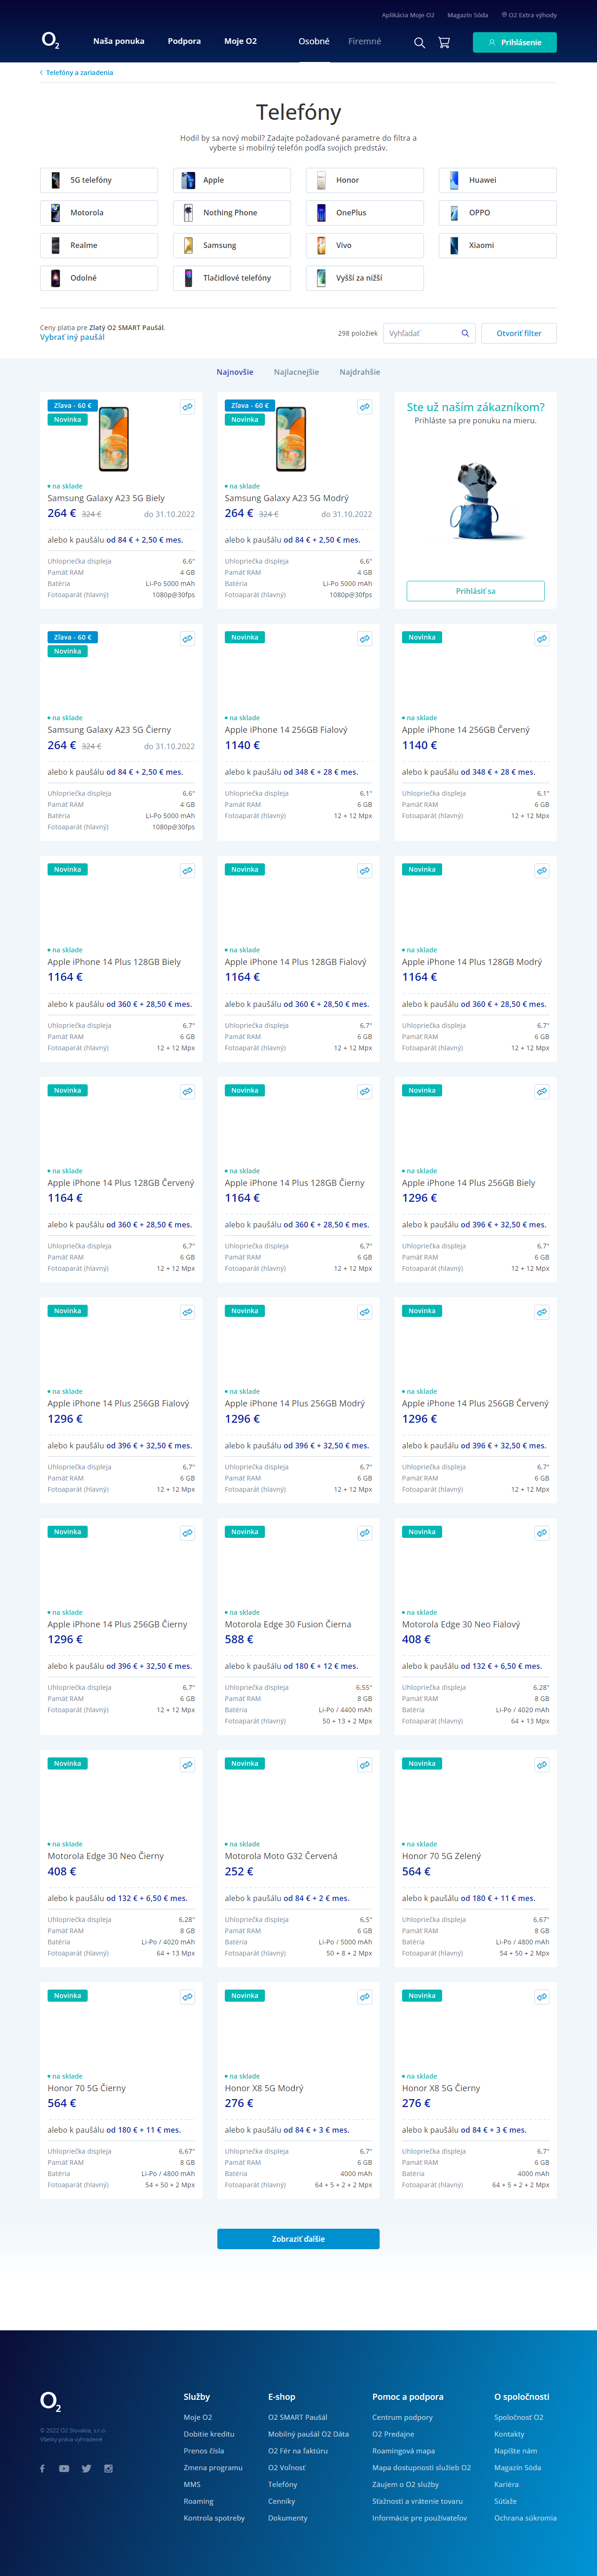 Aplikácia Moje O2 Magazín Sóda O2 Extra výhody
O2 Naša ponuka Podpora Moje O2 Osobné Firemné Prihlásenie
Telefóny a zariadenia
Telefóny
Hodil by sa nový mobil? Zadajte požadované parametre do filtra a
vyberte si mobilný telefón podľa svojich predstáv.
5G telefóny Apple Honor Huawei
Motorola Nothing Phone OnePlus OPPO
Realme Samsung Vivo Xiaomi
Odolné Tlačidlové telefóny Vyšší za nižší
Ceny platia pre Zlatý O2 SMART Paušál.
Vybrať iný paušál
298 položiek Vyhľadať Otvoriť filter
Najnovšie Najlacnejšie Najdrahšie
Zľava - 60 €
Novinka
na sklade
Samsung Galaxy A23 5G Biely
264 € 324 € do 31.10.2022
alebo k paušálu od 84 € + 2,50 € mes.
Uhlopriečka displeja 6,6"
Pamäť RAM 4 GB
Batéria Li-Po 5000 mAh
Fotoaparát (hlavný) 1080p@30fps
Zľava - 60 €
Novinka
na sklade
Samsung Galaxy A23 5G Modrý
264 € 324 € do 31.10.2022
alebo k paušálu od 84 € + 2,50 € mes.
Uhlopriečka displeja 6,6"
Pamäť RAM 4 GB
Batéria Li-Po 5000 mAh
Fotoaparát (hlavný) 1080p@30fps
Ste už naším zákazníkom?
Prihláste sa pre ponuku na mieru.
Prihlásiť sa
Zľava - 60 €
Novinka
na sklade
Samsung Galaxy A23 5G Čierny
264 € 324 € do 31.10.2022
alebo k paušálu od 84 € + 2,50 € mes.
Uhlopriečka displeja 6,6"
Pamäť RAM 4 GB
Batéria Li-Po 5000 mAh
Fotoaparát (hlavný) 1080p@30fps
Novinka
na sklade
Apple iPhone 14 256GB Fialový
1140 €
alebo k paušálu od 348 € + 28 € mes.
Uhlopriečka displeja 6,1"
Pamäť RAM 6 GB
Fotoaparát (hlavný) 12 + 12 Mpx
Novinka
na sklade
Apple iPhone 14 256GB Červený
1140 €
alebo k paušálu od 348 € + 28 € mes.
Uhlopriečka displeja 6,1"
Pamäť RAM 6 GB
Fotoaparát (hlavný) 12 + 12 Mpx
Novinka
na sklade
Apple iPhone 14 Plus 128GB Biely
1164 €
alebo k paušálu od 360 € + 28,50 € mes.
Uhlopriečka displeja 6,7"
Pamäť RAM 6 GB
Fotoaparát (hlavný) 12 + 12 Mpx
Novinka
na sklade
Apple iPhone 14 Plus 128GB Fialový
1164 €
alebo k paušálu od 360 € + 28,50 € mes.
Uhlopriečka displeja 6,7"
Pamäť RAM 6 GB
Fotoaparát (hlavný) 12 + 12 Mpx
Novinka
na sklade
Apple iPhone 14 Plus 128GB Modrý
1164 €
alebo k paušálu od 360 € + 28,50 € mes.
Uhlopriečka displeja 6,7"
Pamäť RAM 6 GB
Fotoaparát (hlavný) 12 + 12 Mpx
Novinka
na sklade
Apple iPhone 14 Plus 128GB Červený
1164 €
alebo k paušálu od 360 € + 28,50 € mes.
Uhlopriečka displeja 6,7"
Pamäť RAM 6 GB
Fotoaparát (hlavný) 12 + 12 Mpx
Novinka
na sklade
Apple iPhone 14 Plus 128GB Čierny
1164 €
alebo k paušálu od 360 € + 28,50 € mes.
Uhlopriečka displeja 6,7"
Pamäť RAM 6 GB
Fotoaparát (hlavný) 12 + 12 Mpx
Novinka
na sklade
Apple iPhone 14 Plus 256GB Biely
1296 €
alebo k paušálu od 396 € + 32,50 € mes.
Uhlopriečka displeja 6,7"
Pamäť RAM 6 GB
Fotoaparát (hlavný) 12 + 12 Mpx
Novinka
na sklade
Apple iPhone 14 Plus 256GB Fialový
1296 €
alebo k paušálu od 396 € + 32,50 € mes.
Uhlopriečka displeja 6,7"
Pamäť RAM 6 GB
Fotoaparát (hlavný) 12 + 12 Mpx
Novinka
na sklade
Apple iPhone 14 Plus 256GB Modrý
1296 €
alebo k paušálu od 396 € + 32,50 € mes.
Uhlopriečka displeja 6,7"
Pamäť RAM 6 GB
Fotoaparát (hlavný) 12 + 12 Mpx
Novinka
na sklade
Apple iPhone 14 Plus 256GB Červený
1296 €
alebo k paušálu od 396 € + 32,50 € mes.
Uhlopriečka displeja 6,7"
Pamäť RAM 6 GB
Fotoaparát (hlavný) 12 + 12 Mpx
Novinka
na sklade
Apple iPhone 14 Plus 256GB Čierny
1296 €
alebo k paušálu od 396 € + 32,50 € mes.
Uhlopriečka displeja 6,7"
Pamäť RAM 6 GB
Fotoaparát (hlavný) 12 + 12 Mpx
Novinka
na sklade
Motorola Edge 30 Fusion Čierna
588 €
alebo k paušálu od 180 € + 12 € mes.
Uhlopriečka displeja 6,55"
Pamäť RAM 8 GB
Batéria Li-Po / 4400 mAh
Fotoaparát (hlavný) 50 + 13 + 2 Mpx
Novinka
na sklade
Motorola Edge 30 Neo Fialový
408 €
alebo k paušálu od 132 € + 6,50 € mes.
Uhlopriečka displeja 6,28"
Pamäť RAM 8 GB
Batéria Li-Po / 4020 mAh
Fotoaparát (hlavný) 64 + 13 Mpx
Novinka
na sklade
Motorola Edge 30 Neo Čierny
408 €
alebo k paušálu od 132 € + 6,50 € mes.
Uhlopriečka displeja 6,28"
Pamäť RAM 8 GB
Batéria Li-Po / 4020 mAh
Fotoaparát (hlavný) 64 + 13 Mpx
Novinka
na sklade
Motorola Moto G32 Červená
252 €
alebo k paušálu od 84 € + 2 € mes.
Uhlopriečka displeja 6,5"
Pamäť RAM 6 GB
Batéria Li-Po / 5000 mAh
Fotoaparát (hlavný) 50 + 8 + 2 Mpx
Novinka
na sklade
Honor 70 5G Zelený
564 €
alebo k paušálu od 180 € + 11 € mes.
Uhlopriečka displeja 6,67"
Pamäť RAM 8 GB
Batéria Li-Po / 4800 mAh
Fotoaparát (hlavný) 54 + 50 + 2 Mpx
Novinka
na sklade
Honor 70 5G Čierny
564 €
alebo k paušálu od 180 € + 11 € mes.
Uhlopriečka displeja 6,67"
Pamäť RAM 8 GB
Batéria Li-Po / 4800 mAh
Fotoaparát (hlavný) 54 + 50 + 2 Mpx
Novinka
na sklade
Honor X8 5G Modrý
276 €
alebo k paušálu od 84 € + 3 € mes.
Uhlopriečka displeja 6,7"
Pamäť RAM 6 GB
Batéria 4000 mAh
Fotoaparát (hlavný) 64 + 5 + 2 + 2 Mpx
Novinka
na sklade
Honor X8 5G Čierny
276 €
alebo k paušálu od 84 € + 3 € mes.
Uhlopriečka displeja 6,7"
Pamäť RAM 6 GB
Batéria 4000 mAh
Fotoaparát (hlavný) 64 + 5 + 2 + 2 Mpx
Zobraziť ďalšie
O2
© 2022 O2 Slovakia, s.r.o.
Všetky práva vyhradené
Služby
Moje O2
Dobitie kreditu
Prenos čísla
Zmena programu
MMS
Roaming
Kontrola spotreby
E-shop
O2 SMART Paušál
Mobilný paušál O2 Dáta
O2 Fér na faktúru
O2 Voľnosť
Telefóny
Cenníky
Dokumenty
Pomoc a podpora
Centrum podpory
O2 Predajne
Roamingová mapa
Mapa dostupnosti služieb O2
Záujem o O2 služby
Sťažnosti a vrátenie tovaru
Informácie pre používateľov
O spoločnosti
Spoločnosť O2
Kontakty
Napíšte nám
Magazín Sóda
Kariéra
Súťaže
Ochrana súkromia